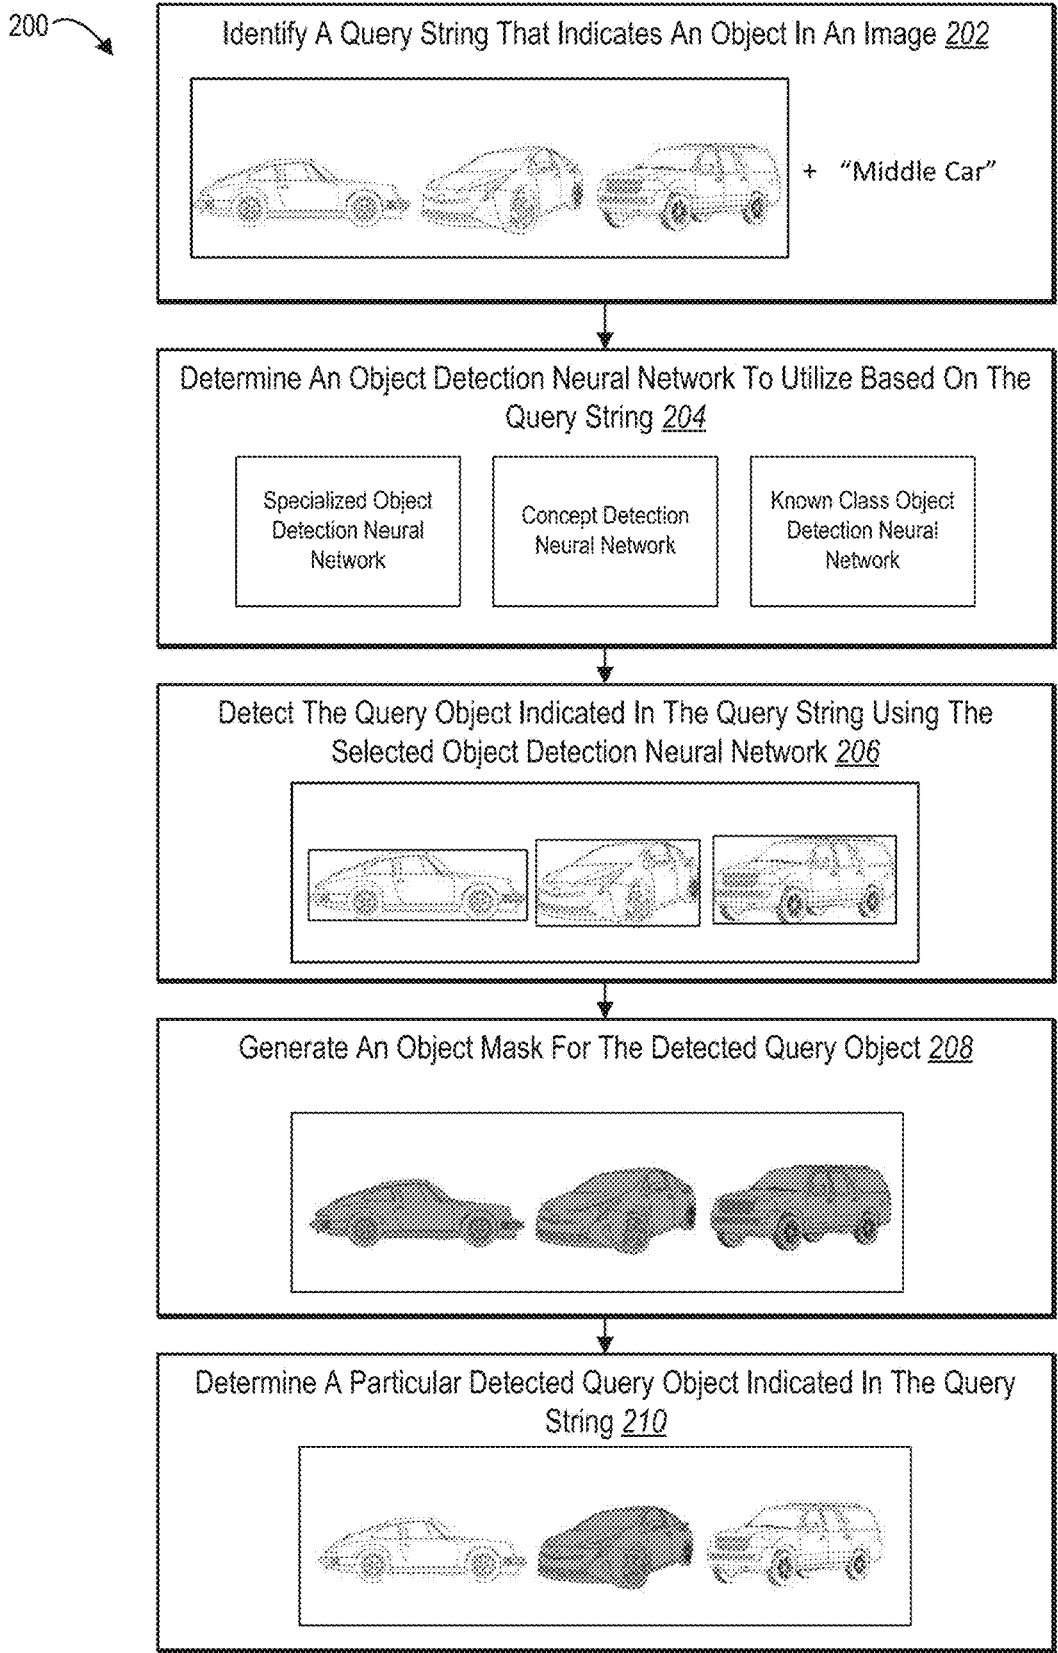 200
Identify A Query String That Indicates An Object In An Image 202
+ "Middle Car"
Determine An Object Detection Neural Network To Utilize Based On The
Query String 204
Specialized Object
Detection Neural
Network
Concept Detection
Neural Network
Known Class Object
Detection Neural
Network
Detect The Query Object Indicated In The Query String Using The
Selected Object Detection Neural Network 206
Generate An Object Mask For The Detected Query Object 208
Determine A Particular Detected Query Object Indicated In The Query
String 210